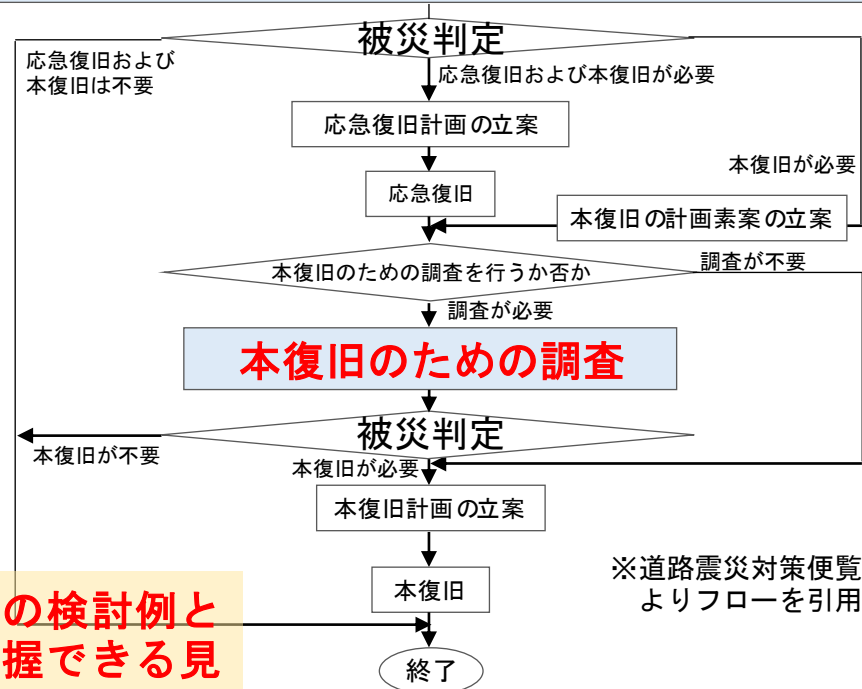 被災判定
応急復旧および
本復旧は不要
応急復旧および本復旧が必要
応急復旧計画の立案
本復旧が必要
応急復旧
本復旧の計画素案の立案
本復旧のための調査を行うか否か
調査が不要
調査が必要
本復旧のための調査
被災判定
本復旧が不要
本復旧が必要
本復旧計画の立案
※道路震災対策便覧
よりフローを引用
本復旧
の検討例と
握できる見
終了